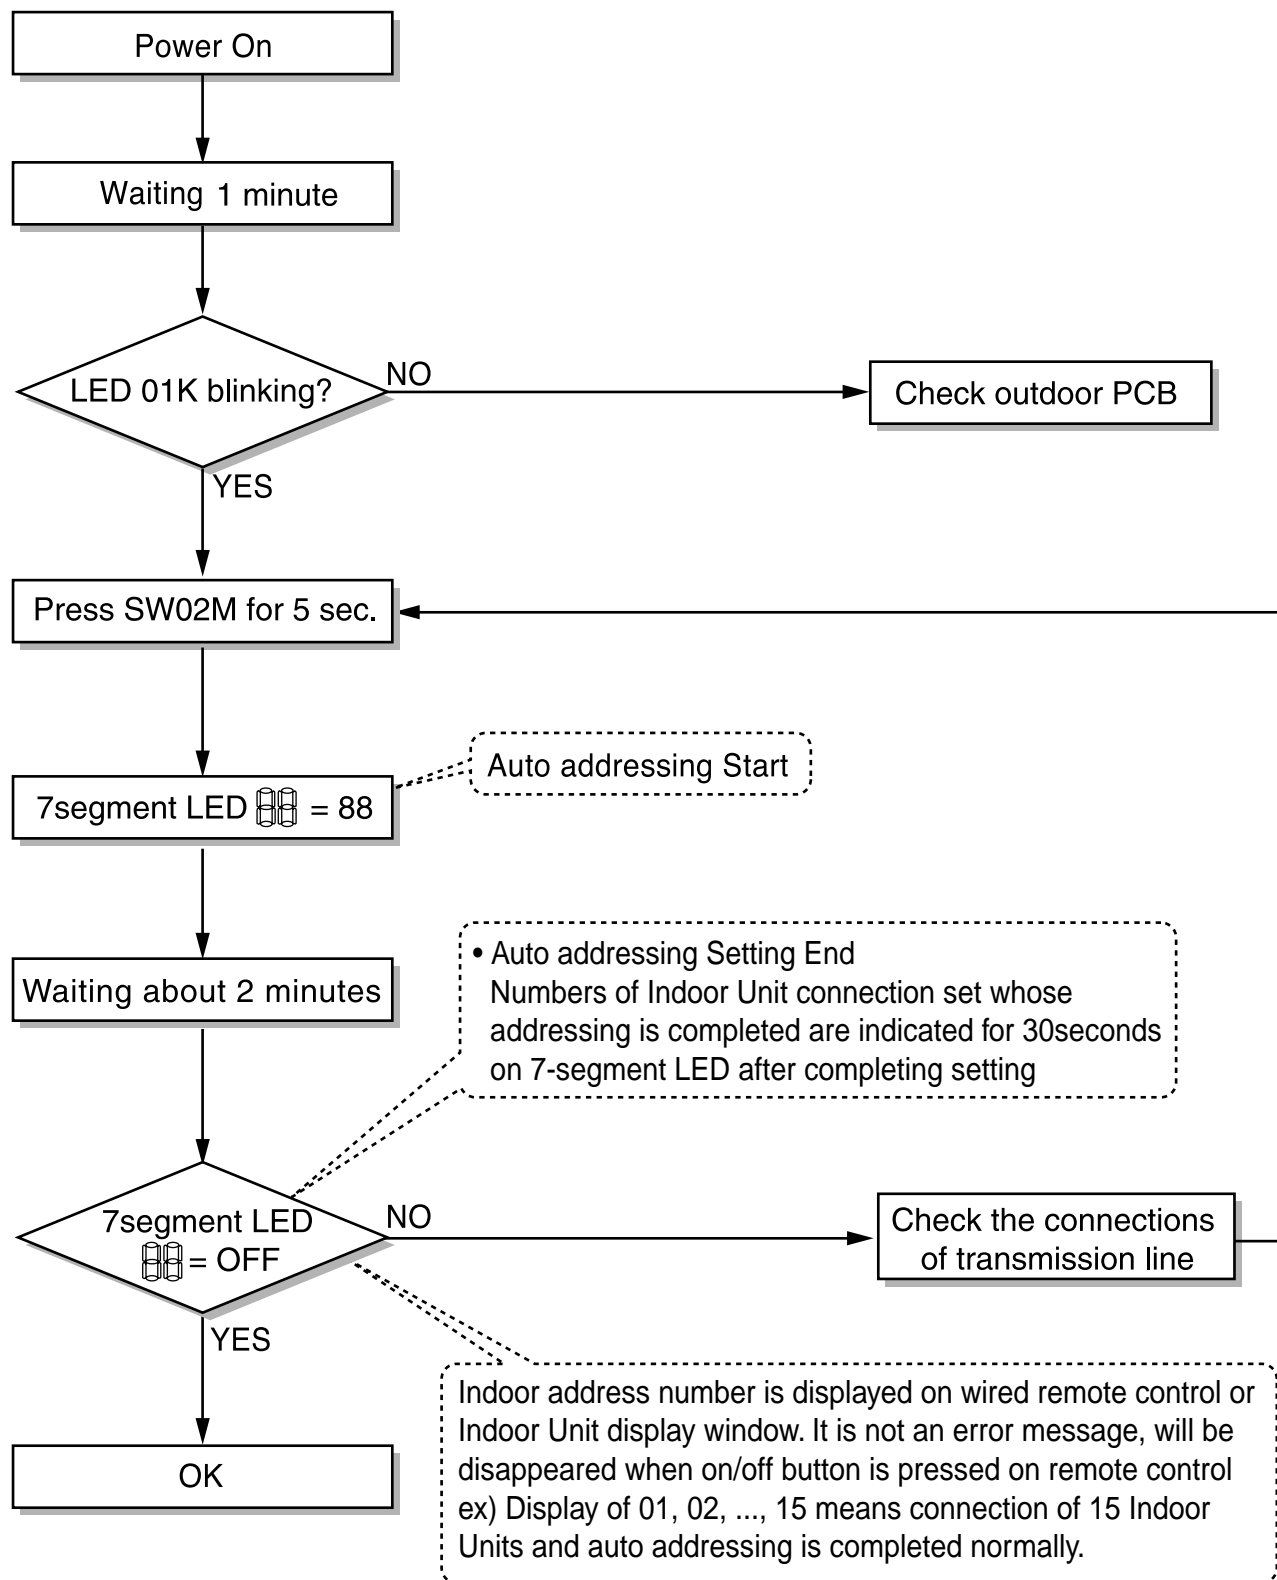 Power On
Waiting 1 minute
LED 01K blinking?
NO
Check outdoor PCB
YES
Press SW02M for 5 sec.
Auto addressing Start
7segment LED 88 = 88
• Auto addressing Setting End
Numbers of Indoor Unit connection set whose
addressing is completed are indicated for 30seconds
on 7-segment LED after completing setting
Waiting about 2 minutes
7segment LED
88 = OFF
NO
Check the connections
of transmission line
YES
Indoor address number is displayed on wired remote control or
Indoor Unit display window. It is not an error message, will be
disappeared when on/off button is pressed on remote control
ex) Display of 01, 02, ..., 15 means connection of 15 Indoor
Units and auto addressing is completed normally.
OK